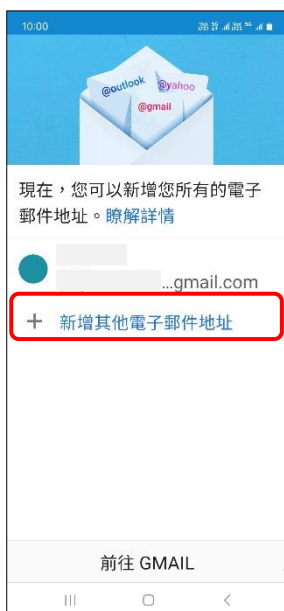 10:00
@outlook @yahoo
@gmail
現在，您可以新增您所有的電子
郵件地址。瞭解詳情
...gmail.com
+ 新增其他電子郵件地址
前往 GMAIL